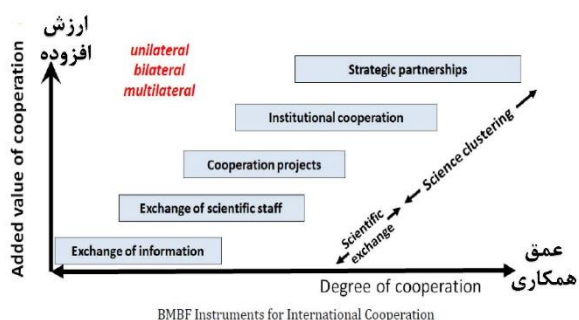 ارزش
افزوده
Added value of cooperation
unilateral
bilateral
multilateral
Strategic partnerships
Institutional cooperation
Cooperation projects
Exchange of scientific staff
Exchange of information
Science clustering
Scientific
exchange
Degree of cooperation
عمق
همکاری
BMBF Instruments for International Cooperation